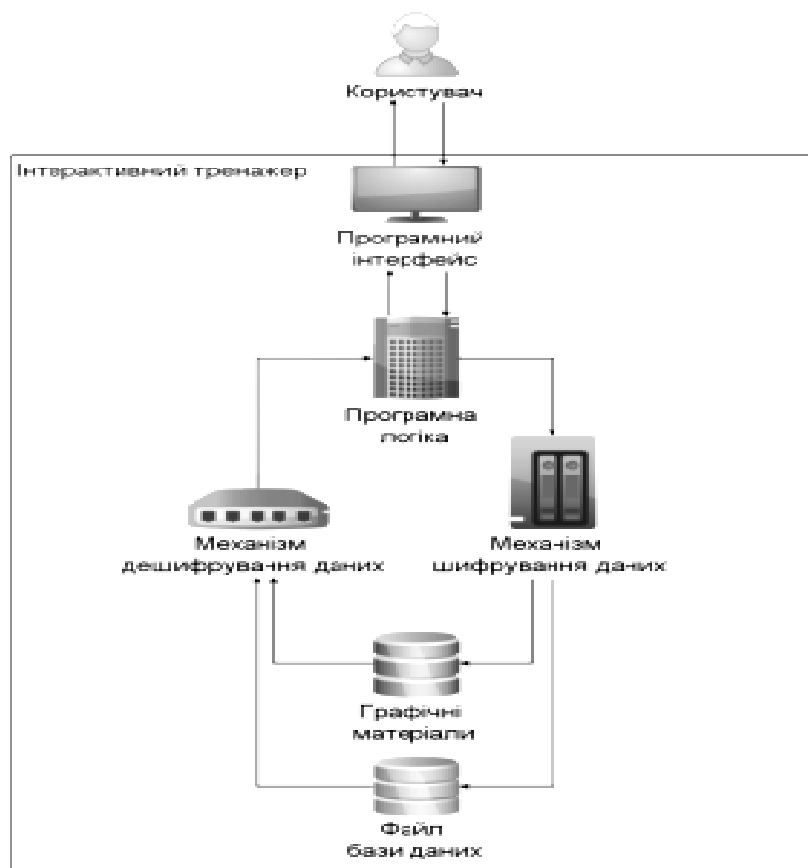 Користувач
Інтерактивний тренажер
Програмний
інтерфейс
Програмна
логіка
Механізм
дешифрування даних
Механізм
шифрування даних
Графічні
матеріали
Файл
бази даних